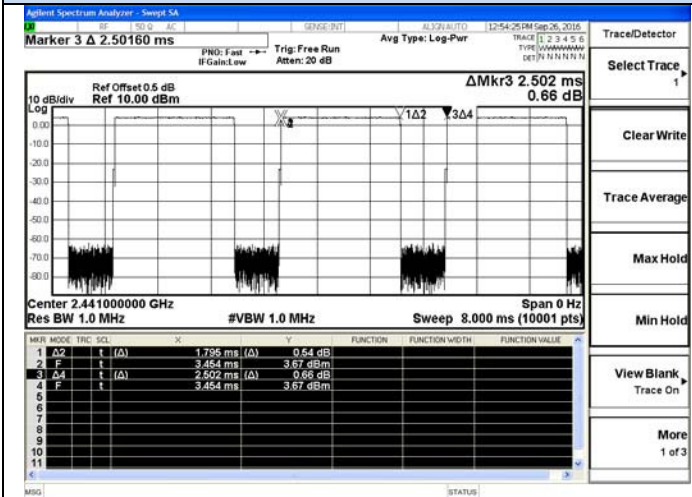 Agilent Spectrum Analyzer - Swept SA
RF 50 Ω AC SENSE:INT ALIGN AUTO 12:54:25 PM Sep 26, 2016
Marker 3 Δ 2.50160 ms
PNO: Fast Trig: Free Run Avg Type: Log-Pwr TRACE 1 2 3 4 5 6
IFGain:Low Atten: 20 dB TYPE
DET N N N N N N
ΔMkr3 2.502 ms
0.66 dB
Ref Offset 0.5 dB
10 dB/div Ref 10.00 dBm
Log
0.00
-10.0
-20.0
-30.0
-40.0
-50.0
-60.0
-70.0
-80.0
1Δ2 3Δ4
Center 2.441000000 GHz Span 0 Hz
Res BW 1.0 MHz #VBW 1.0 MHz Sweep 8.000 ms (10001 pts)
MKR MODE TRC SCL X Y FUNCTION FUNCTION WIDTH FUNCTION VALUE
1 Δ2 t (Δ) 1.795 ms (Δ) 0.54 dB
2 F t 3.454 ms 3.67 dBm
3 Δ4 t (Δ) 2.502 ms (Δ) 0.66 dB
4 F t 3.454 ms 3.67 dBm
5
6
7
8
9
10
11
MSG STATUS
Trace/Detector
Select Trace
1
Clear Write
Trace Average
Max Hold
Min Hold
View Blank
Trace On
More
1 of 3